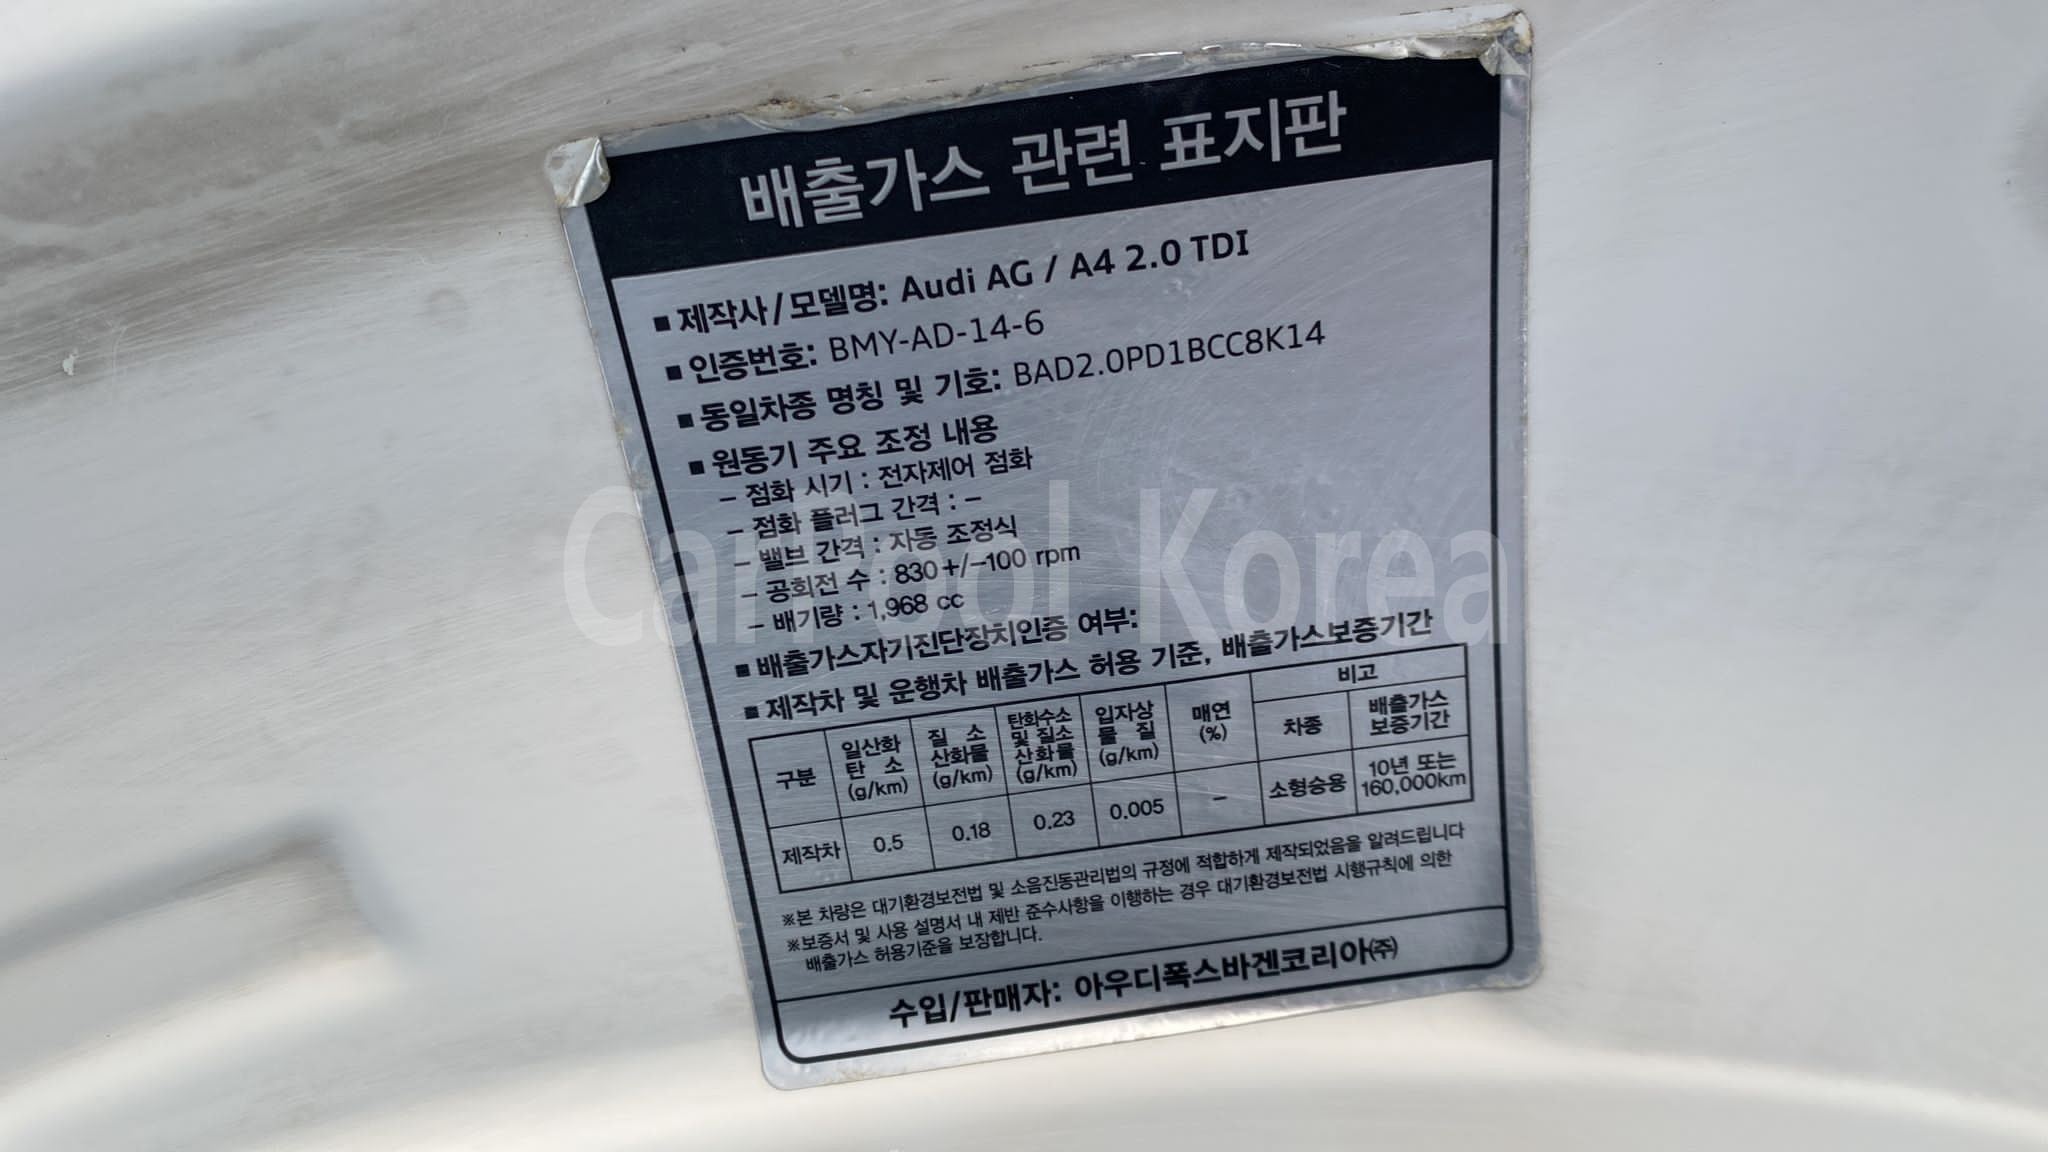 배출가스 관련 표지판
▪ 제작사/모델명: Audi AG / A4 2.0 TDI
▪ 인증번호: BMY-AD-14-6
▪ 동일차종 명칭 및 기호: BAD2.0PD1BCC8K14
▪ 원동기 주요 조정 내용
– 점화 시기 : 전자제어 점화
– 점화 플러그 간격 : –
– 밸브 간격 : 자동 조정식
– 공회전 수 : 830+/–100 rpm
– 배기량 : 1,968 cc
▪ 배출가스자기진단장치인증 여부:
▪ 제작차 및 운행차 배출가스 허용 기준, 배출가스보증기간
구분 일산화탄소 (g/km) 질소산화물 (g/km) 탄화수소 및 질소산화물 (g/km) 입자상물질 (g/km) 매연 (%) 비고
차종 배출가스 보증기간
제작차 0.5 0.18 0.23 0.005 – 소형승용 10년 또는 160,000km
※본 차량은 대기환경보전법 및 소음진동관리법의 규정에 적합하게 제작되었음을 알려드립니다
※보증서 및 사용 설명서 내 제반 준수사항을 이행하는 경우 대기환경보전법 시행규칙에 의한
배출가스 허용기준을 보장합니다.
수입/판매자: 아우디폭스바겐코리아㈜
Korea